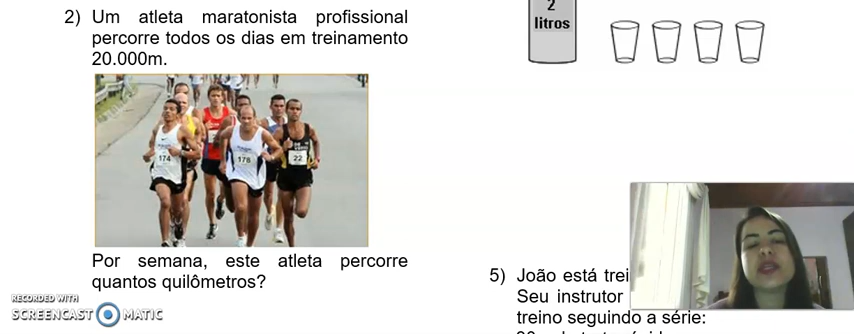 2) Um atleta maratonista profissional
percorre todos os dias em treinamento
20.000m.
174
178
22
Por semana, este atleta percorre
quantos quilômetros?
2
litros
5) João está trei
Seu instrutor
treino seguindo a série:
RECORDED WITH
SCREENCAST MATIC